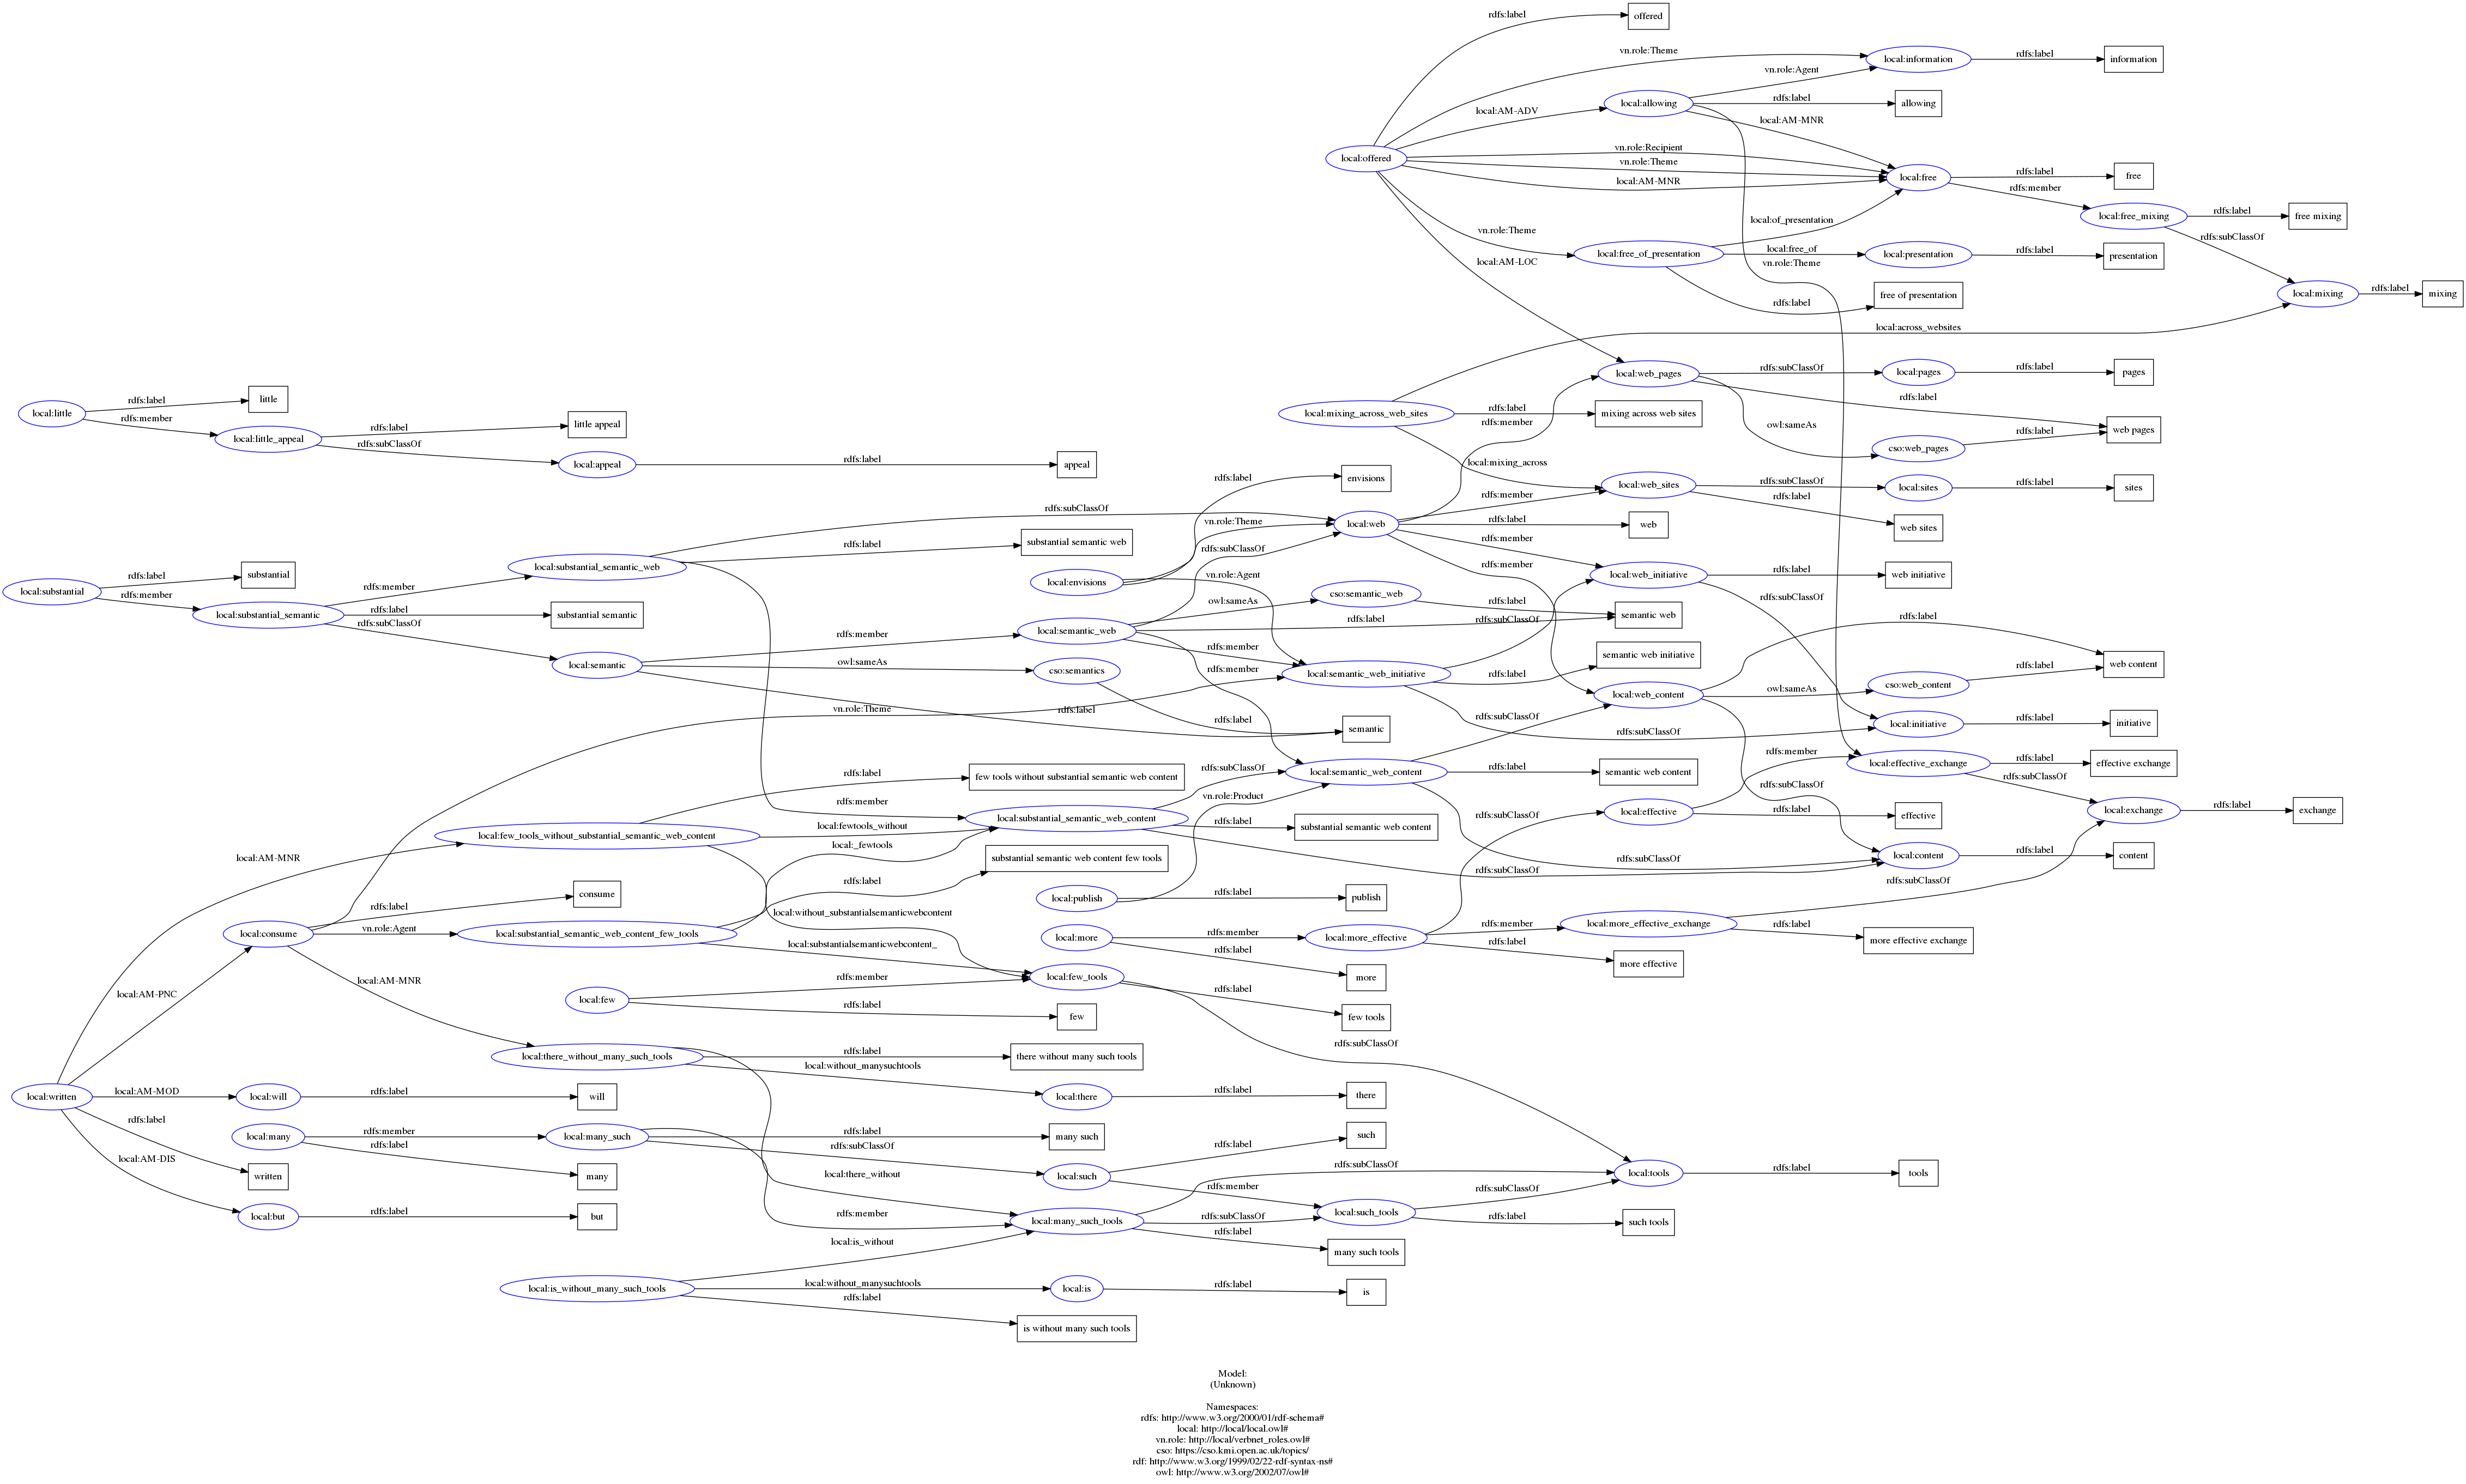 rdfs:label
offered
vn.role:Theme
local:information
rdfs:label
information
vn.role:Agent
local:allowing
rdfs:label
allowing
local:AM-ADV
local:AM-MNR
local:offered
vn.role:Recipient
vn.role:Theme
local:AM-MNR
local:free
rdfs:label
free
rdfs:member
local:free_mixing
rdfs:label
free mixing
local:of_presentation
vn.role:Theme
rdfs:subClassOf
local:free_of_presentation
local:free_of
local:presentation
rdfs:label
presentation
local:AM-LOC
vn.role:Theme
rdfs:label
free of presentation
local:mixing
rdfs:label
mixing
local:across_websites
local:web_pages
rdfs:subClassOf
local:pages
rdfs:label
pages
local:little
rdfs:label
little
rdfs:member
local:little_appeal
rdfs:label
little appeal
rdfs:subClassOf
local:appeal
rdfs:label
appeal
local:mixing_across_web_sites
rdfs:label
mixing across web sites
rdfs:member
rdfs:label
web pages
owl:sameAs
cso:web_pages
rdfs:label
local:mixing_across
local:web_sites
rdfs:subClassOf
local:sites
rdfs:label
sites
rdfs:label
envisions
rdfs:member
rdfs:label
web sites
rdfs:subClassOf
vn.role:Theme
local:web
rdfs:label
web
rdfs:label
substantial semantic web
rdfs:subClassOf
rdfs:member
local:substantial
rdfs:label
substantial
rdfs:member
local:substantial_semantic
rdfs:member
local:substantial_semantic_web
rdfs:label
substantial semantic
rdfs:subClassOf
local:semantic
local:envisions
vn.role:Agent
rdfs:member
local:web_initiative
rdfs:label
web initiative
owl:sameAs
cso:semantic_web
rdfs:label
semantic web
rdfs:subClassOf
rdfs:label
rdfs:subClassOf
rdfs:label
rdfs:member
local:semantic_web
rdfs:member
rdfs:member
semantic web initiative
owl:sameAs
cso:semantics
local:semantic_web_initiative
rdfs:label
local:web_content
owl:sameAs
cso:web_content
rdfs:label
web content
vn.role:Theme
rdfs:label
rdfs:label
semantic
rdfs:subClassOf
rdfs:subClassOf
local:initiative
rdfs:label
initiative
rdfs:label
few tools without substantial semantic web content
rdfs:subClassOf
local:semantic_web_content
rdfs:label
semantic web content
rdfs:member
local:effective_exchange
rdfs:label
effective exchange
rdfs:subClassOf
rdfs:subClassOf
vn.role:Product
rdfs:member
local:substantial_semantic_web_content
rdfs:label
substantial semantic web content
rdfs:subClassOf
local:effective
rdfs:label
effective
local:exchange
rdfs:label
exchange
local:few_tools_without_substantial_semantic_web_content
local:fewtools_without
local:_fewtools
local:AM-MNR
substantial semantic web content few tools
rdfs:label
rdfs:subClassOf
rdfs:subClassOf
local:content
rdfs:label
content
rdfs:subClassOf
consume
rdfs:label
local:publish
rdfs:label
publish
local:without_substantialsemanticwebcontent
local:consume
vn.role:Agent
local:substantial_semantic_web_content_few_tools
local:substantialsemanticwebcontent_
local:more
rdfs:member
local:more_effective
rdfs:member
local:more_effective_exchange
rdfs:label
more effective exchange
rdfs:label
more
rdfs:label
more effective
local:AM-PNC
local:AM-MNR
local:few
rdfs:member
local:few_tools
rdfs:label
few
rdfs:label
few tools
rdfs:subClassOf
local:there_without_many_such_tools
rdfs:label
there without many such tools
local:without_manysuchtools
local:there
rdfs:label
there
local:written
local:AM-MOD
local:will
rdfs:label
will
rdfs:label
local:many
rdfs:member
local:many_such
rdfs:label
many such
rdfs:label
many
rdfs:subClassOf
local:such
rdfs:label
such
local:AM-DIS
written
local:there_without
rdfs:member
rdfs:subClassOf
local:tools
rdfs:label
tools
rdfs:subClassOf
local:but
rdfs:label
but
rdfs:member
local:many_such_tools
rdfs:subClassOf
local:such_tools
rdfs:label
such tools
rdfs:label
many such tools
local:is_without
local:is_without_many_such_tools
local:without_manysuchtools
local:is
rdfs:label
is
rdfs:label
is without many such tools
Model:
(Unknown)
Namespaces:
rdfs: http://www.w3.org/2000/01/rdf-schema#
local: http://local/local.owl#
vn.role: http://local/verbnet_roles.owl#
cso: https://cso.kmi.open.ac.uk/topics/
rdf: http://www.w3.org/1999/02/22-rdf-syntax-ns#
owl: http://www.w3.org/2002/07/owl#